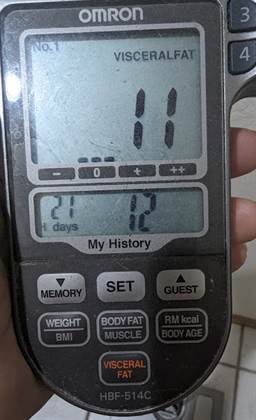 OMRON
3
4
No.1
VISCERALFAT
11
– 0 + ++
21 12
days
My History
▼ ▲
MEMORY SET GUEST
WEIGHT BODY FAT RM kcal
BMI MUSCLE BODY AGE
VISCERAL
FAT
HBF-514C